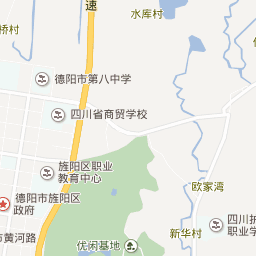 水库村
桥村
速
德阳市第八中学
四川省商贸学校
旌阳区职业
教育中心
欧家湾
德阳市旌阳区
政府
四川护
职业学
新华村
市黄河路
优闲基地